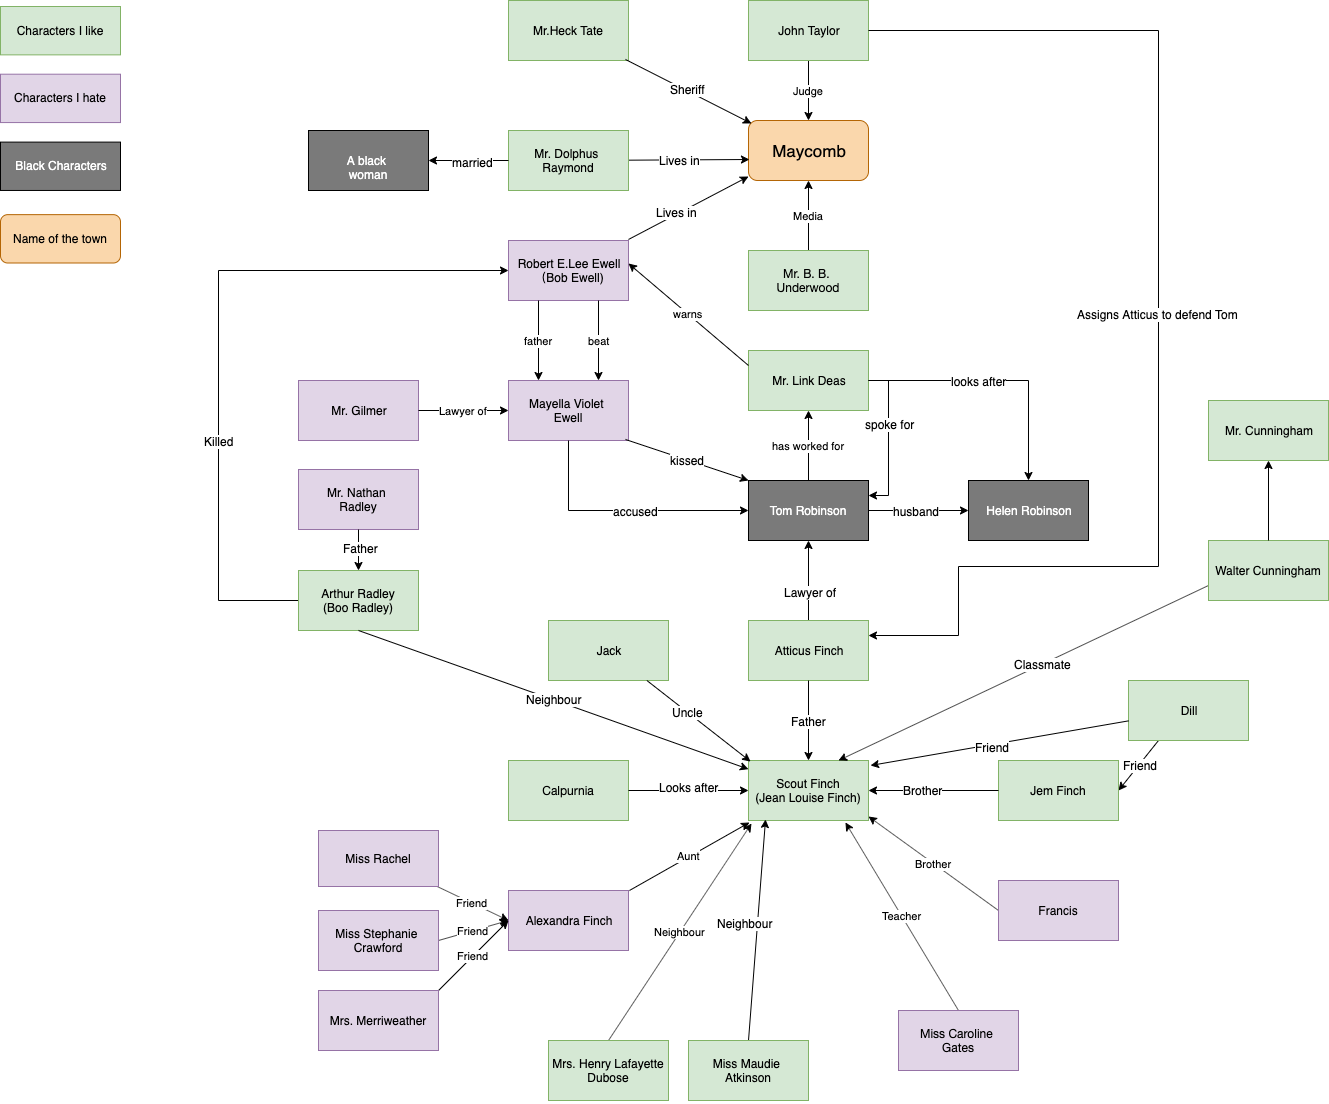 Characters I like
Characters I hate
Black Characters
Name of the town
Mr.Heck Tate
John Taylor
Sheriff
Judge
A black
woman
married
Mr. Dolphus
Raymond
Lives in
Maycomb
Lives in
Media
Robert E.Lee Ewell
(Bob Ewell)
Mr. B. B.
Underwood
warns
Assigns Atticus to defend Tom
father
beat
Mr. Link Deas
looks after
Mr. Gilmer
Lawyer of
Mayella Violet
Ewell
spoke for
Mr. Cunningham
Killed
has worked for
kissed
Mr. Nathan
Radley
accused
Tom Robinson
husband
Helen Robinson
Father
Arthur Radley
(Boo Radley)
Walter Cunningham
Lawyer of
Jack
Atticus Finch
Classmate
Neighbour
Uncle
Father
Dill
Friend
Friend
Calpurnia
Looks after
Scout Finch
(Jean Louise Finch)
Brother
Jem Finch
Miss Rachel
Aunt
Brother
Friend
Miss Stephanie
Crawford
Friend
Alexandra Finch
Friend
Neighbour
Neighbour
Teacher
Francis
Mrs. Merriweather
Miss Caroline
Gates
Mrs. Henry Lafayette
Dubose
Miss Maudie
Atkinson